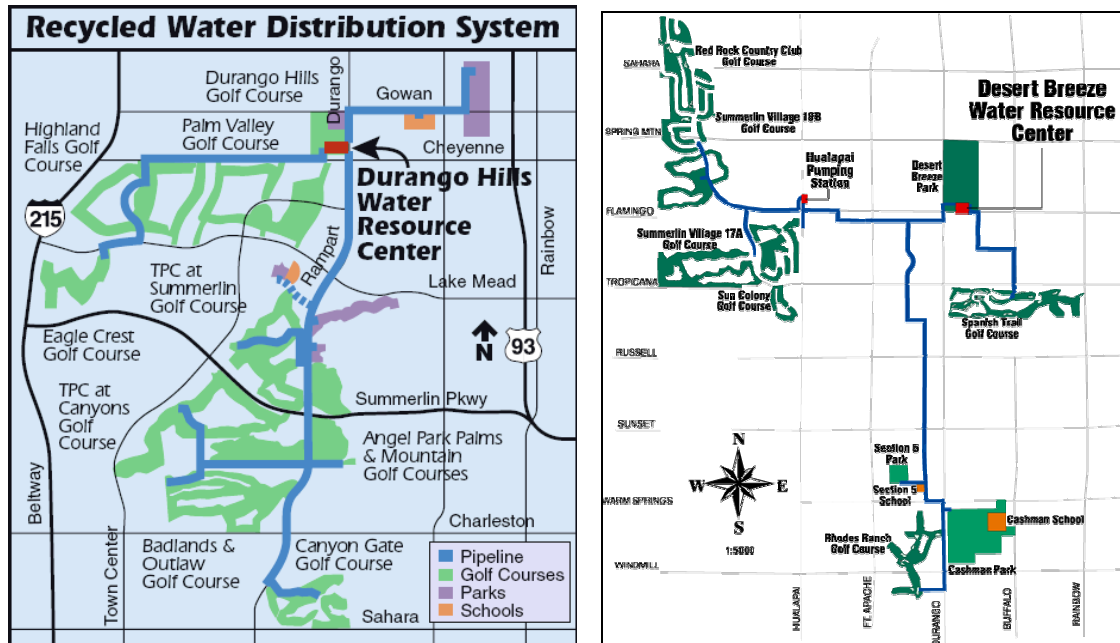 Recycled Water Distribution System
Durango Hills
Golf Course
Durango
Gowan
Highland
Falls Golf
Course
Palm Valley
Golf Course
Cheyenne
Durango Hills
Water
Resource
Center
215
TPC at
Summerlin
Golf Course
Rampart
Lake Mead
Rainbow
Eagle Crest
Golf Course
N
93
TPC at
Canyons
Golf
Course
Summerlin Pkwy
Angel Park Palms
& Mountain
Golf Courses
Beltway
Town Center
Charleston
Badlands &
Outlaw
Golf Course
Canyon Gate
Golf Course
Sahara
Pipeline
Golf Courses
Parks
Schools
Red Rock Country Club
Golf Course
SAHARA
Desert Breeze
Water Resource
Center
Summerlin Village 18B
Golf Course
SPRING MTN
Hualapai
Pumping
Station
Desert
Breeze
Park
FLAMINGO
Summerlin Village 17A
Golf Course
TROPICANA
Sun Colony
Golf Course
Spanish Trail
Golf Course
RUSSELL
SUNSET
N
W
E
S
1:5000
Section 5
Park
Section 5
School
WARM SPRINGS
Cashman School
Rhodes Ranch
Golf Course
Cashman Park
WINDMILL
HUALAPAI
FT. APACHE
DURANGO
BUFFALO
RAINBOW